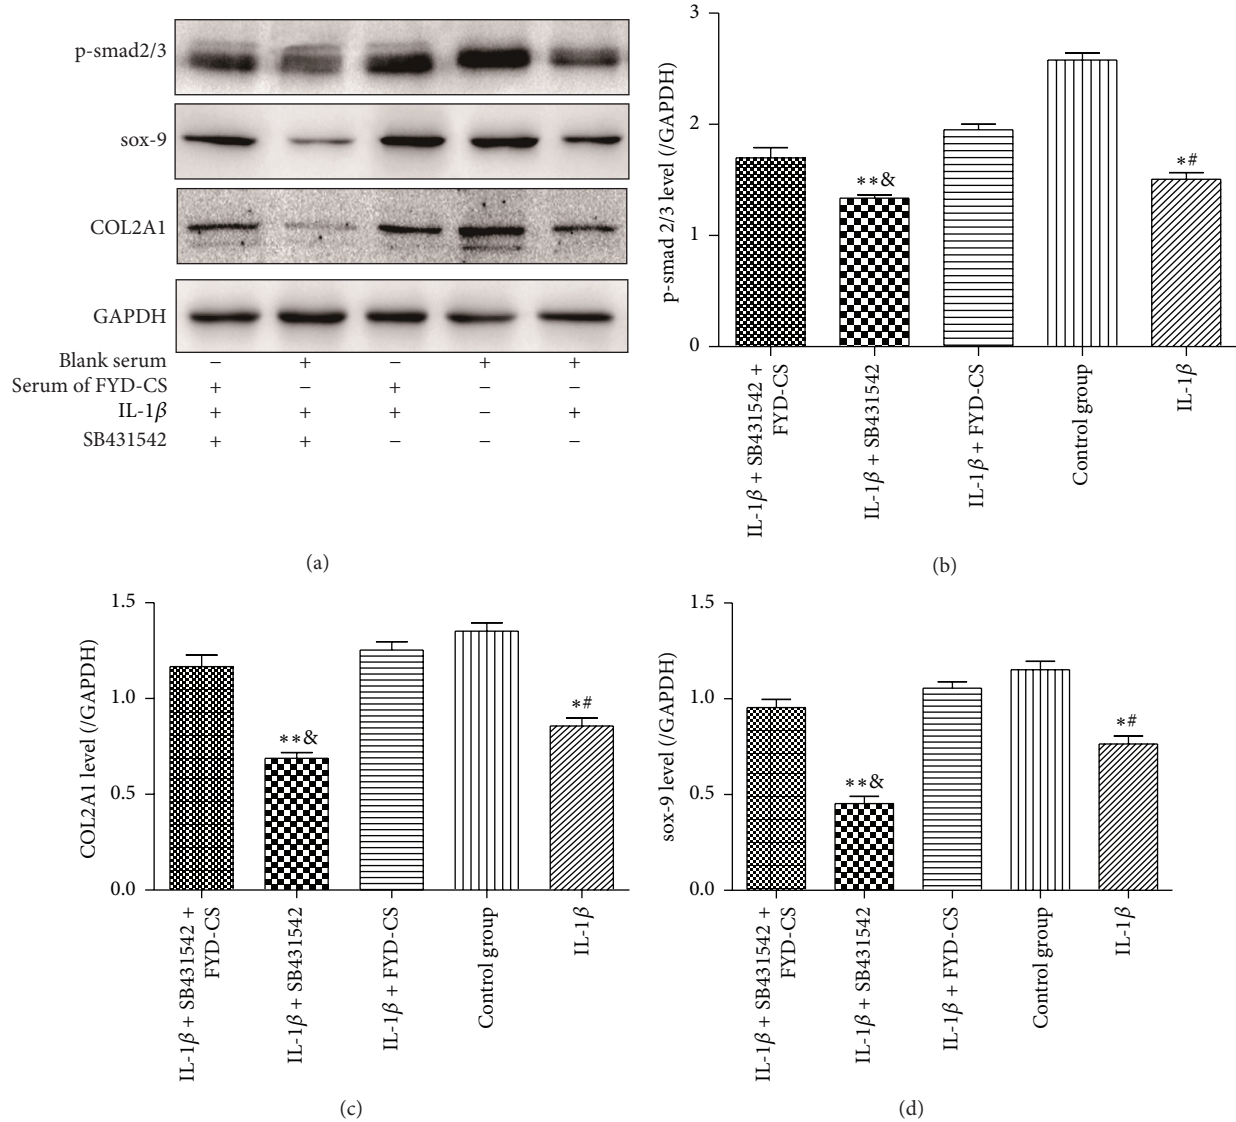 p-smad2/3
sox-9
COL2A1
GAPDH
Blank serum − + − + +
Serum of FYD-CS + − + − −
IL-1β + + + − +
SB431542 + + − − −
(a)
p-smad 2/3 level (/GAPDH)
3
2
1
0
**&
*#
IL-1β + SB431542 +
FYD-CS
IL-1β + SB431542
IL-1β + FYD-CS
Control group
IL-1β
(b)
COL2A1 level (/GAPDH)
1.5
1.0
0.5
0.0
**&
*#
IL-1β + SB431542 +
FYD-CS
IL-1β + SB431542
IL-1β + FYD-CS
Control group
IL-1β
(c)
sox-9 level (/GAPDH)
1.5
1.0
0.5
0.0
**&
*#
IL-1β + SB431542 +
FYD-CS
IL-1β + SB431542
IL-1β + FYD-CS
Control group
IL-1β
(d)